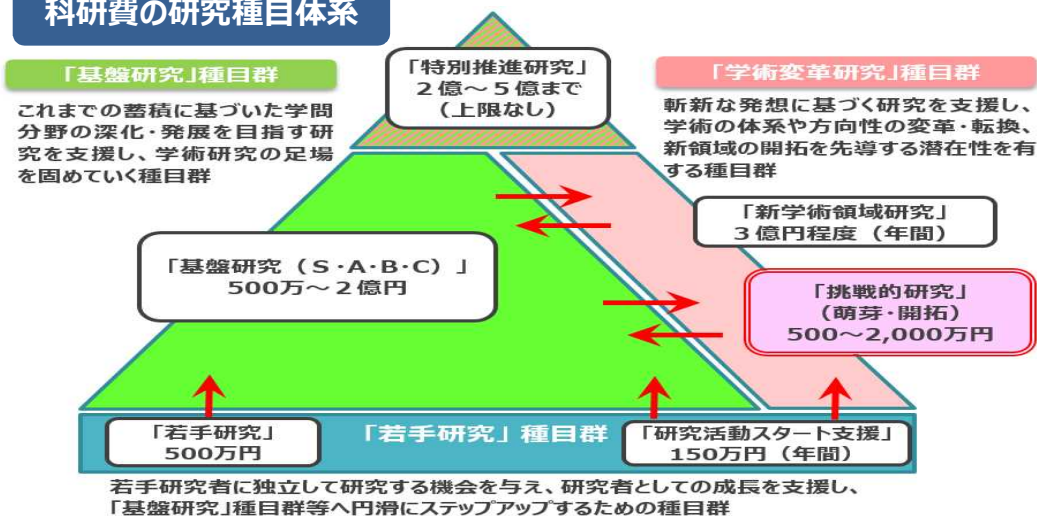 科研費の研究種目体系
「基盤研究」種目群
これまでの蓄積に基づいた学問
分野の深化・発展を目指す研
究を支援し、学術研究の足場
を固めていく種目群
「特別推進研究」
2億～5億まで
(上限なし)
「学術変革研究」種目群
斬新な発想に基づく研究を支援し、
学術の体系や方向性の変革・転換、
新領域の開拓を先導する潜在性を有
する種目群
「新学術領域研究」
3億円程度(年間)
「基盤研究(S・A・B・C)」
500万～2億円
「挑戦的研究」
(萌芽・開拓)
500～2,000万円
「若手研究」
500万円
「若手研究」種目群
「研究活動スタート支援」
150万円(年間)
若手研究者に独立して研究する機会を与え、研究者としての成長を支援し、
「基盤研究」種目群等へ円滑にステップアップするための種目群